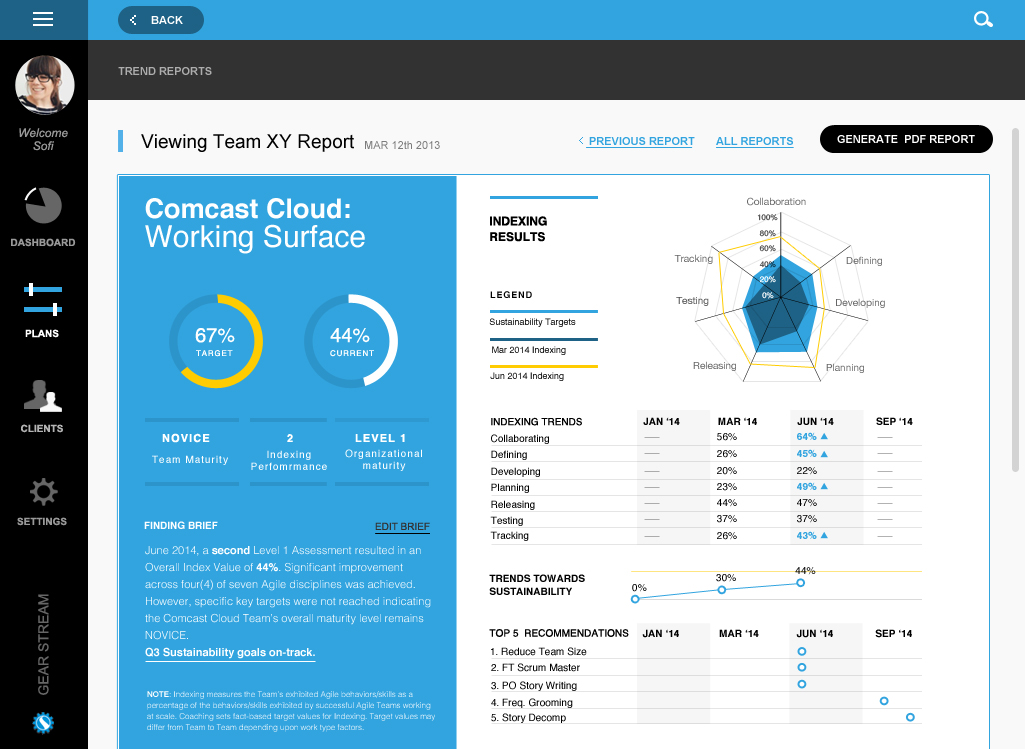 BACK
TREND REPORTS
Welcome
Sofi
DASHBOARD
PLANS
CLIENTS
SETTINGS
GEAR STREAM
Viewing Team XY Report MAR 12th 2013
< PREVIOUS REPORT
ALL REPORTS
GENERATE PDF REPORT
Comcast Cloud:
Working Surface
67%
TARGET
44%
CURRENT
NOVICE
Team Maturity
2
Indexing
Perfomrmance
LEVEL 1
Organizational
maturity
FINDING BRIEF
EDIT BRIEF
June 2014, a second Level 1 Assessment resulted in an
Overall Index Value of 44%. Significant improvement
across four(4) of seven Agile disciplines was achieved.
However, specific key targets were not reached indicating
the Comcast Cloud Team's overall maturity level remains
NOVICE.
Q3 Sustainability goals on-track.
NOTE: Indexing measures the Team's exhibited Agile behaviors/skills as a
percentage of the behaviors/skills exhibited by successful Agile Teams working
at scale. Coaching sets fact-based target values for Indexing. Target values may
differ from Team to Team depending upon work type factors.
INDEXING
RESULTS
LEGEND
Sustainability Targets
Mar 2014 Indexing
Jun 2014 Indexing
Collaboration
100%
80%
60%
40%
20%
0%
Tracking
Defining
Testing
Developing
Releasing
Planning
INDEXING TRENDS JAN '14 MAR '14 JUN '14 SEP '14
Collaborating — 56% 64% ▲ —
Defining — 26% 45% ▲ —
Developing — 20% 22% —
Planning — 23% 49% ▲ —
Releasing — 44% 47% —
Testing — 37% 37% —
Tracking — 26% 43% ▲ —
TRENDS TOWARDS
SUSTAINABILITY
0%
30%
44%
TOP 5 RECOMMENDATIONS JAN '14 MAR '14 JUN '14 SEP '14
1. Reduce Team Size
2. FT Scrum Master
3. PO Story Writing
4. Freq. Grooming
5. Story Decomp